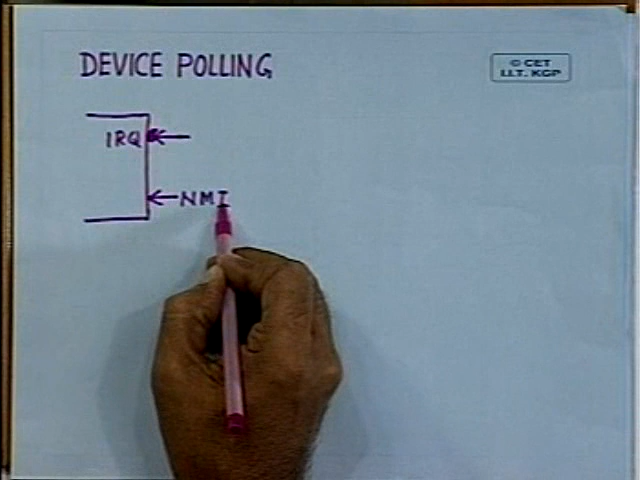 DEVICE POLLING
© CET
I.I.T. KGP
IRQ
NMI